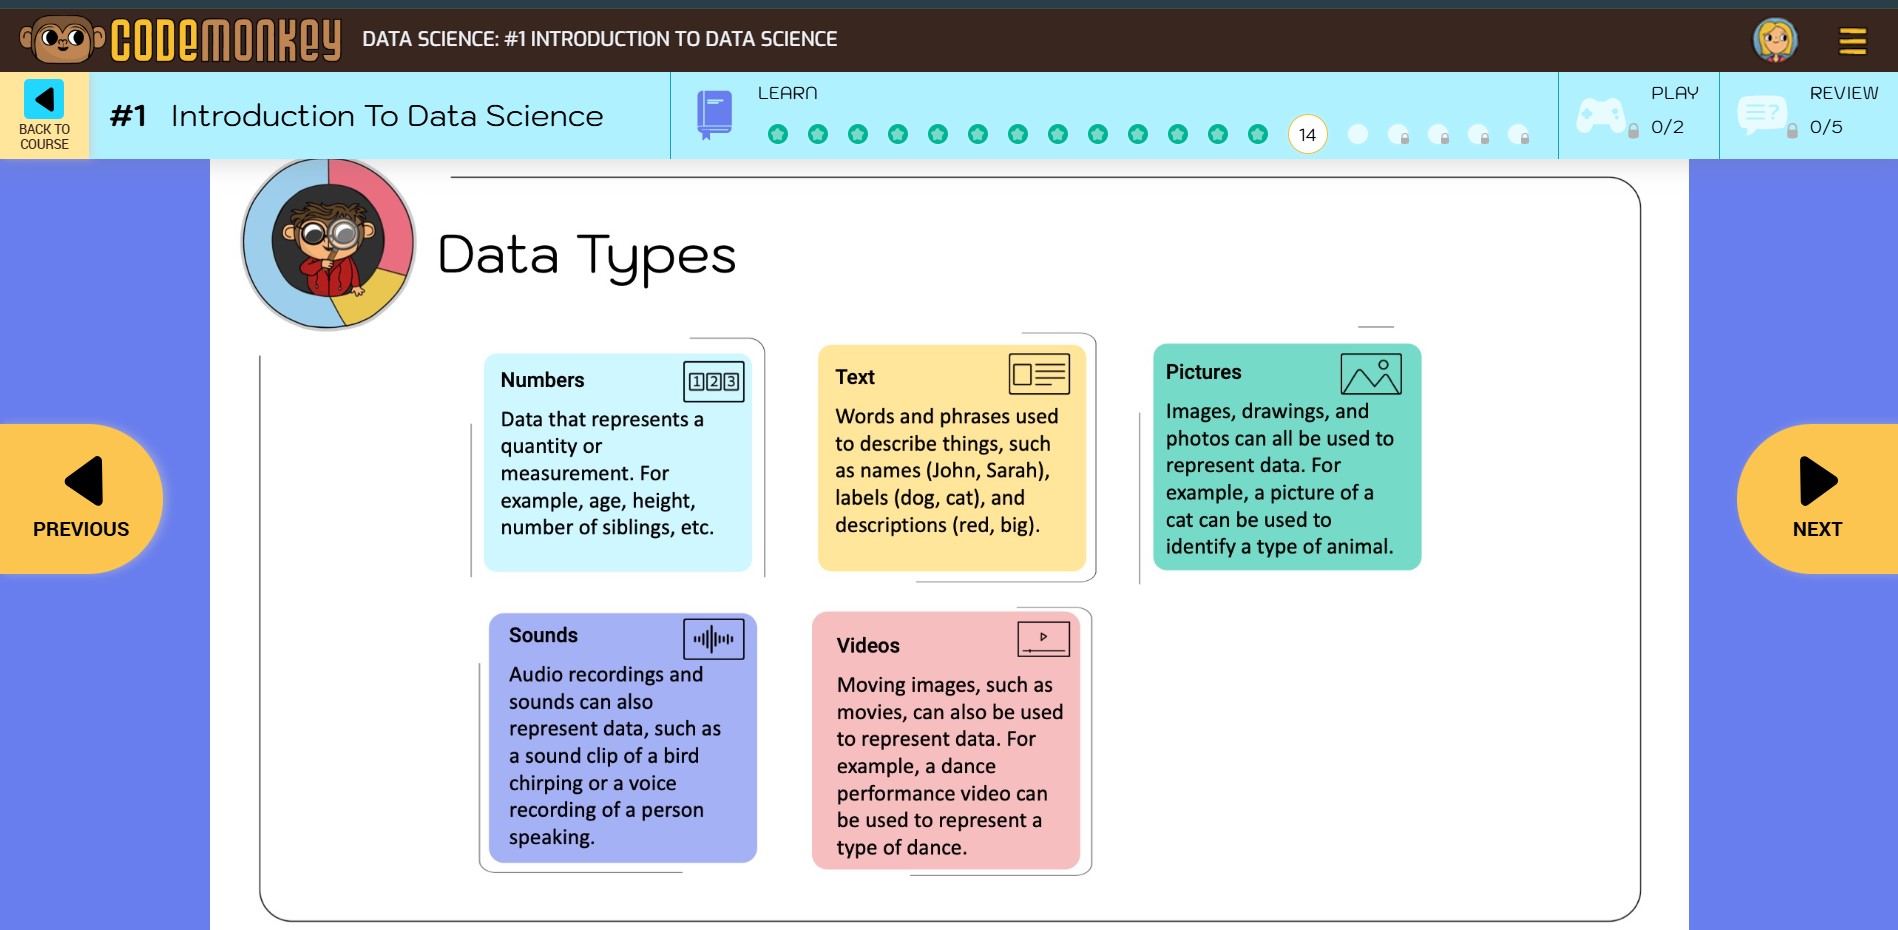 CODEMONKEY
DATA SCIENCE: #1 INTRODUCTION TO DATA SCIENCE
BACK TO
COURSE
#1 Introduction To Data Science
LEARN
14
PLAY
0/2
REVIEW
0/5
Data Types
Numbers
123
Data that represents a
quantity or
measurement. For
example, age, height,
number of siblings, etc.
Text
Words and phrases used
to describe things, such
as names (John, Sarah),
labels (dog, cat), and
descriptions (red, big).
Pictures
Images, drawings, and
photos can all be used to
represent data. For
example, a picture of a
cat can be used to
identify a type of animal.
PREVIOUS
NEXT
Sounds
Audio recordings and
sounds can also
represent data, such as
a sound clip of a bird
chirping or a voice
recording of a person
speaking.
Videos
Moving images, such as
movies, can also be used
to represent data. For
example, a dance
performance video can
be used to represent a
type of dance.